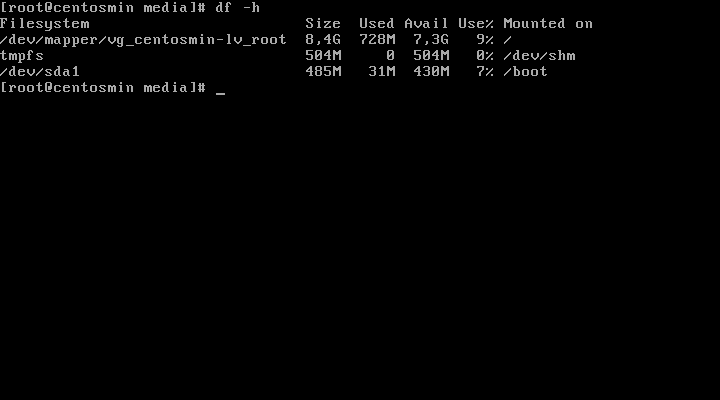 [root@centosmin media]# df -h
Filesystem Size Used Avail Use% Mounted on
/dev/mapper/vg_centosmin-lv_root 8,4G 728M 7,3G 9% /
tmpfs 504M 0 504M 0% /dev/shm
/dev/sda1 485M 31M 430M 7% /boot
[root@centosmin media]# _